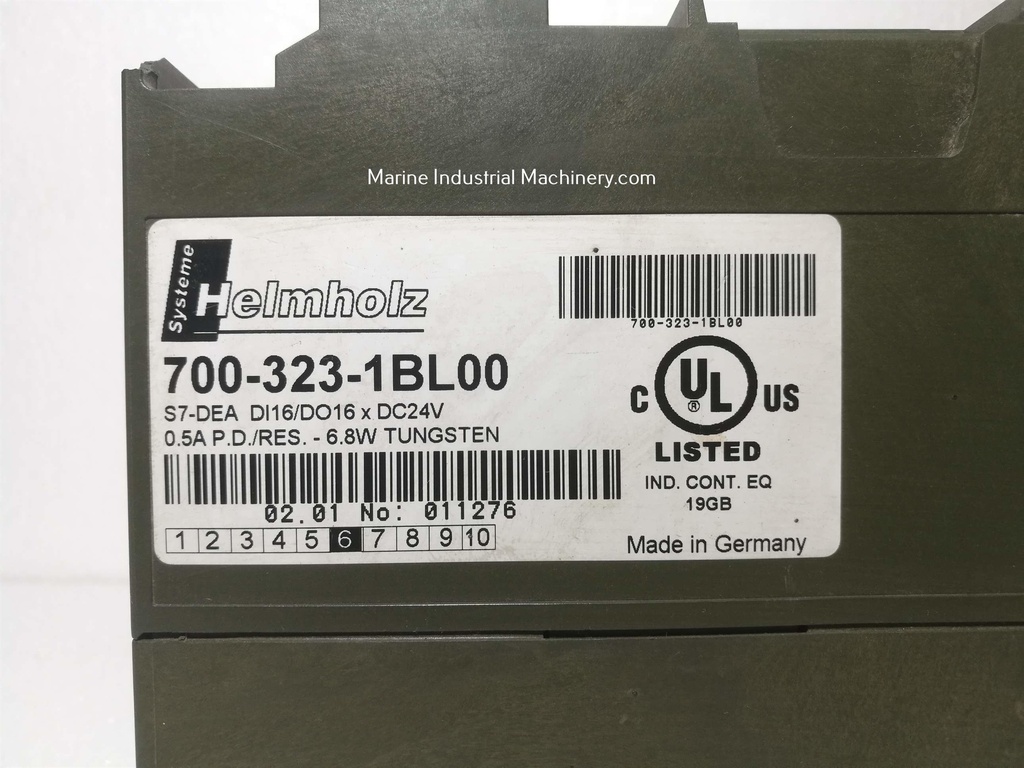 Marine Industrial Machinery.com
Systeme
Helmholz
700-323-1BL00
700-323-1BL00
S7-DEA DI16/DO16 x DC24V
0.5A P.D./RES. - 6.8W TUNGSTEN
C UL US
®
LISTED
IND. CONT. EQ
19GB
02.01 No: 011276
1 2 3 4 5 6 7 8 9 10
Made in Germany